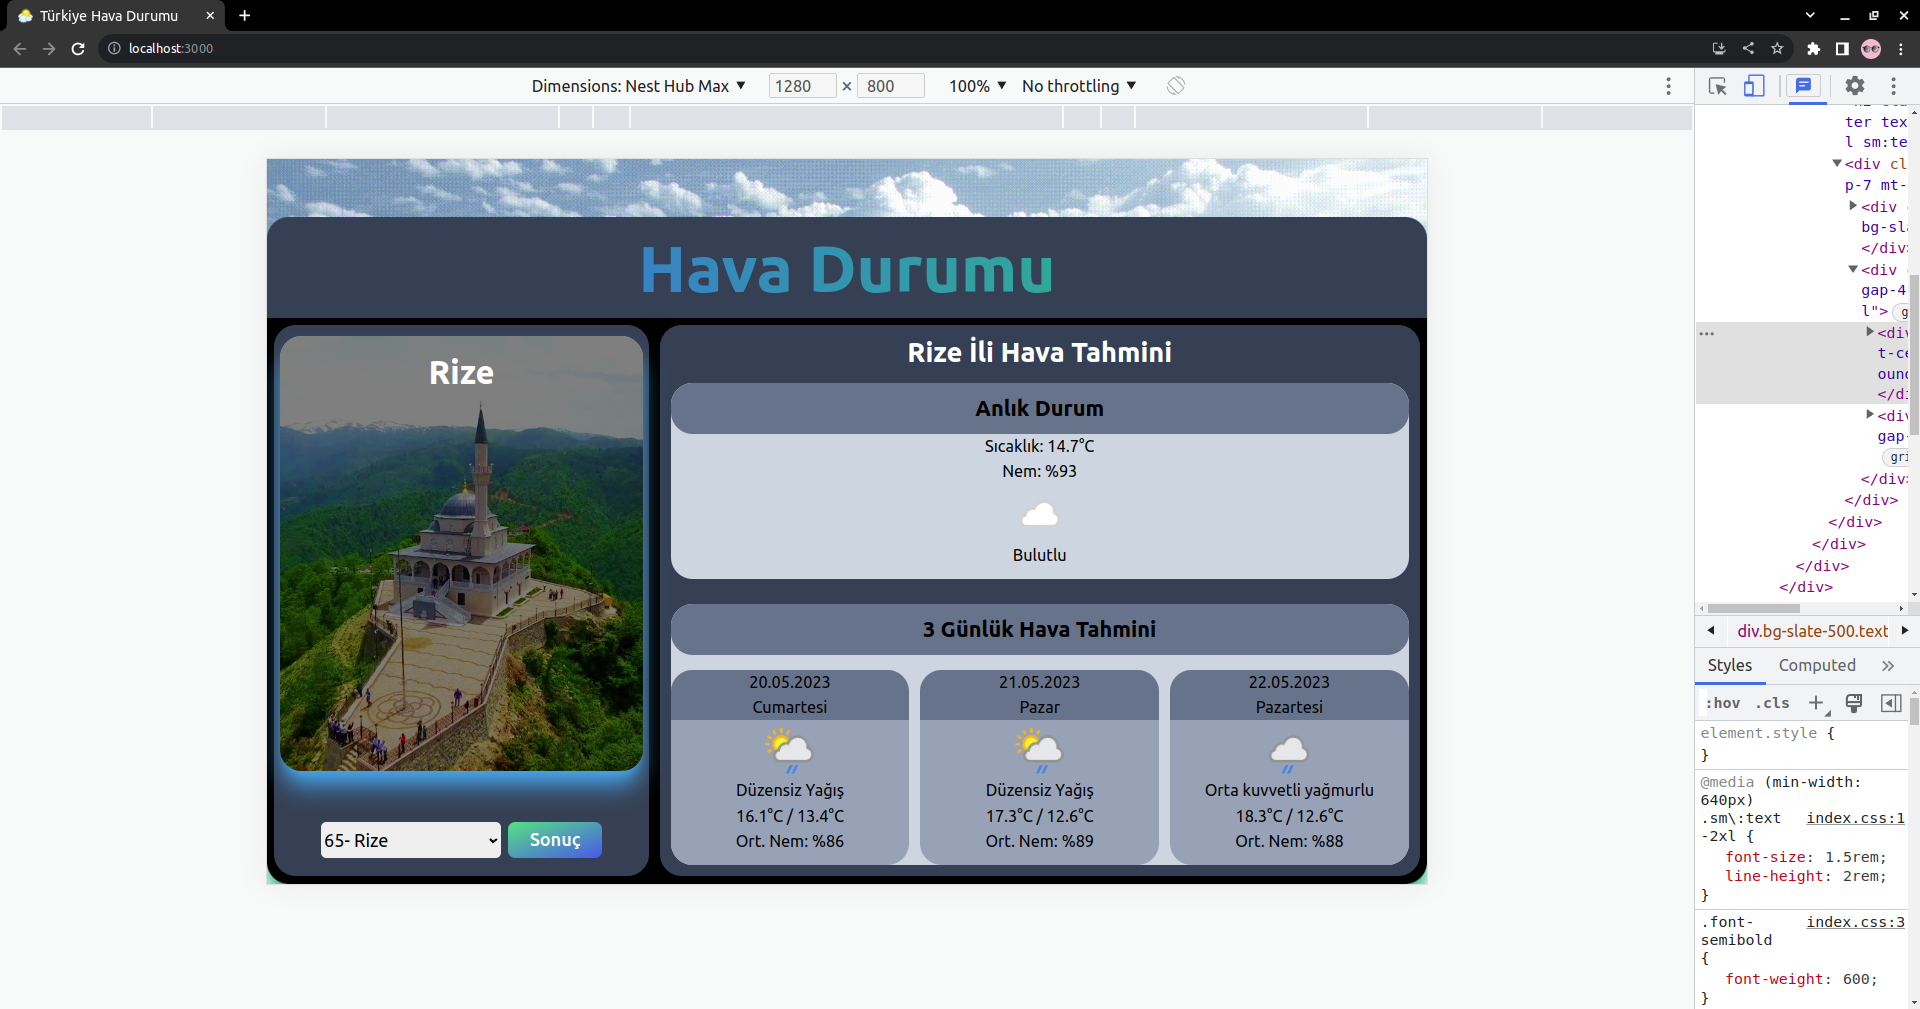 Türkiye Hava Durumu
localhost:3000
Dimensions: Nest Hub Max
1280 × 800
100%
No throttling
Hava Durumu
Rize
65- Rize
Sonuç
Rize İli Hava Tahmini
Anlık Durum
Sıcaklık: 14.7°C
Nem: %93
Bulutlu
3 Günlük Hava Tahmini
20.05.2023
Cumartesi
Düzensiz Yağış
16.1°C / 13.4°C
Ort. Nem: %86
21.05.2023
Pazar
Düzensiz Yağış
17.3°C / 12.6°C
Ort. Nem: %89
22.05.2023
Pazartesi
Orta kuvvetli yağmurlu
18.3°C / 12.6°C
Ort. Nem: %88
ter tex
l sm:te
<div cl
p-7 mt-
<div
bg-sl
</div
<div
gap-4
l">
<div
t-ce
oun
</di
<div
gap-
gri
</div>
</div>
</div>
</div>
</div>
</div>
div.bg-slate-500.text
Styles
Computed
:hov .cls
element.style {
}
@media (min-width:
640px)
.sm\:text
index.css:1
-2xl {
font-size: 1.5rem;
line-height: 2rem;
}
.font-
index.css:3
semibold
{
font-weight: 600;
}